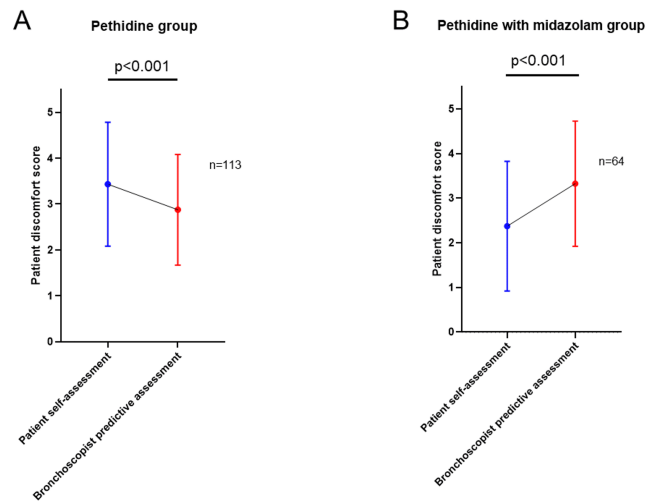 A
Pethidine group
p<0.001
Patient discomfort score
5
4
3
2
1
0
n=113
Patient self-assessment
Bronchoscopist predictive assessment
B
Pethidine with midazolam group
p<0.001
Patient discomfort score
5
4
3
2
1
0
n=64
Patient self-assessment
Bronchoscopist predictive assessment